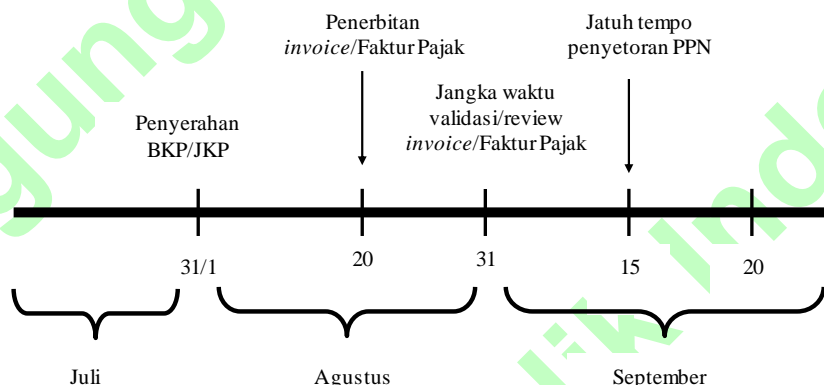 Penerbitan
invoice/Faktur Pajak
Jatuh tempo
penyetoran PPN
Jangka waktu
validasi/review
invoice/Faktur Pajak
Penyerahan
BKP/JKP
31/1
20
31
15
20
Juli
Agustus
September